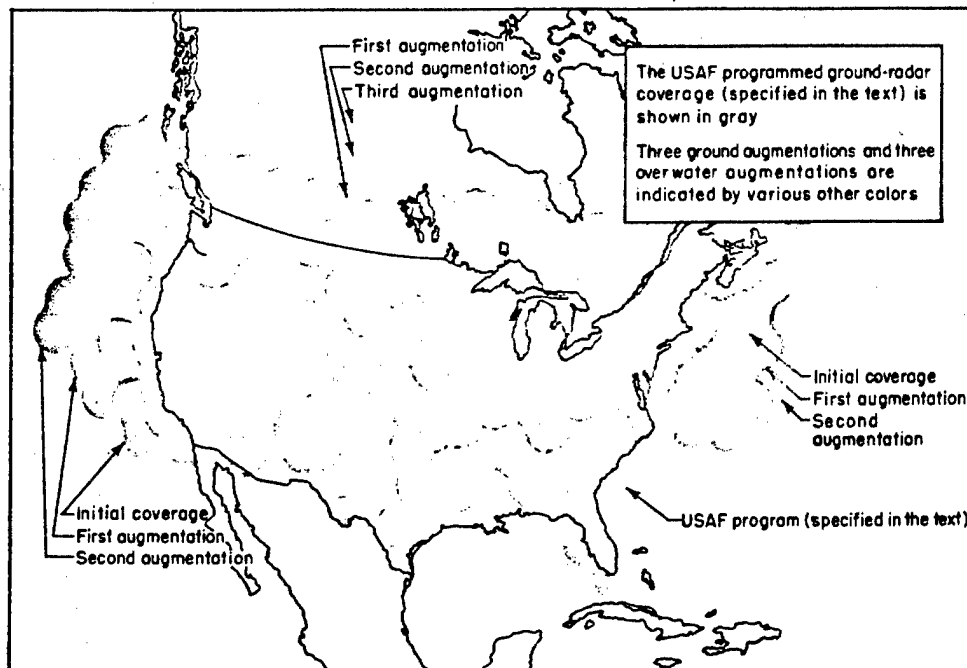 First augmentation
Second augmentation
Third augmentation
The USAF programmed ground-radar
coverage (specified in the text) is
shown in gray
Three ground augmentations and three
over water augmentations are
indicated by various other colors
Initial coverage
First augmentation
Second
augmentation
Initial coverage
First augmentation
Second augmentation
USAF program (specified in the text)